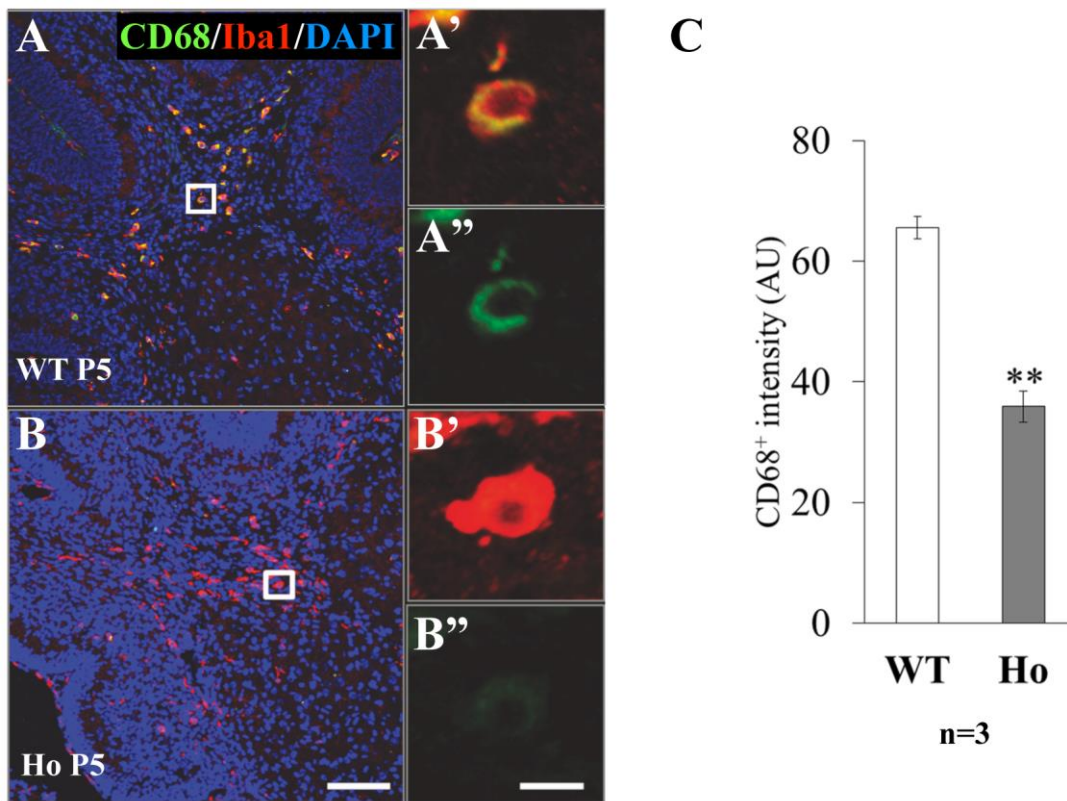 A
CD68/Iba1/DAPI
WT P5
A’
A”
B
Ho P5
B’
B”
C
CD68⁺ intensity (AU)
80
60
40
20
0
**
WT
Ho
n=3